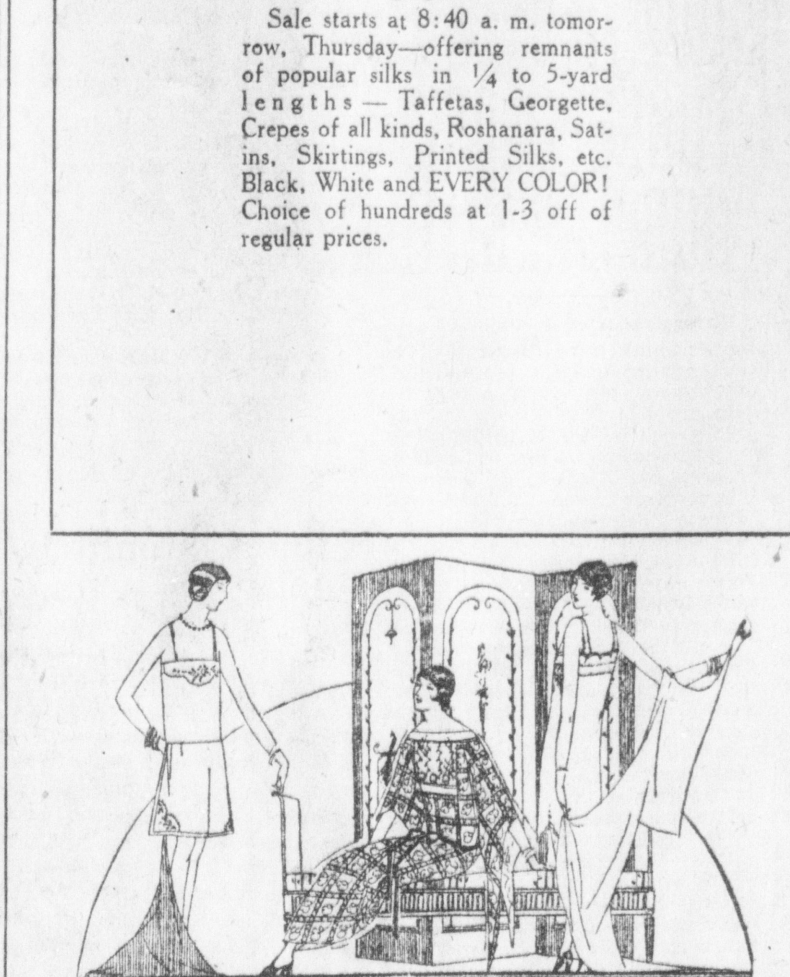 Sale starts at 8:40 a. m. tomor-
row, Thursday—offering remnants
of popular silks in ¼ to 5-yard
lengths — Taffetas, Georgette,
Crepes of all kinds, Roshanara, Sat-
ins, Skirtings, Printed Silks, etc.
Black, White and EVERY COLOR!
Choice of hundreds at 1-3 off of
regular prices.